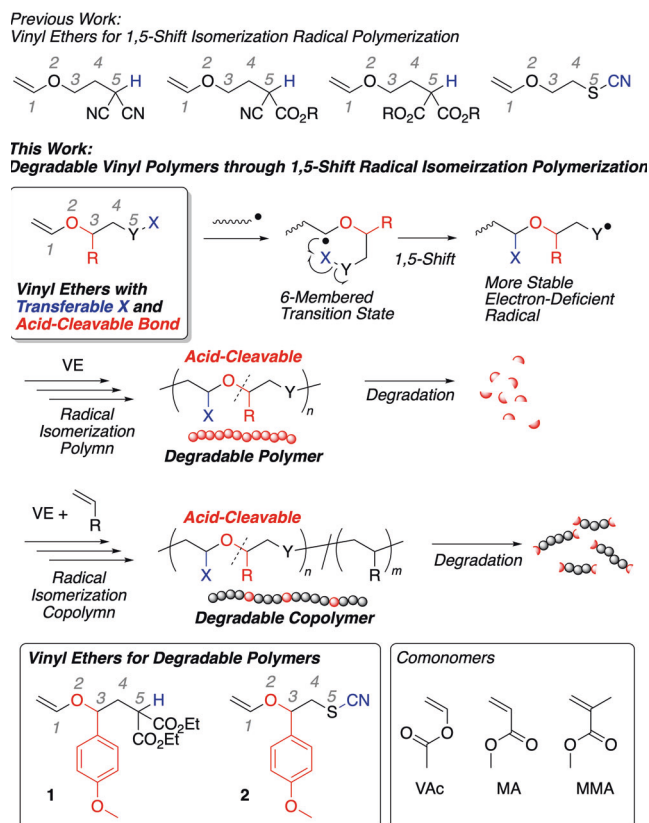 Previous Work:
Vinyl Ethers for 1,5-Shift Isomerization Radical Polymerization
1 2 O 3 4 5 H NC CN
1 2 O 3 4 5 H NC CO2R
1 2 O 3 4 5 H RO2C CO2R
1 2 O 3 4 S 5 CN
This Work:
Degradable Vinyl Polymers through 1,5-Shift Radical Isomeirzation Polymerization
1 2 O 3 4 5 Y X R
O R X Y
1,5-Shift
O X R Y
Vinyl Ethers with
Transferable X and
Acid-Cleavable Bond
6-Membered
Transition State
More Stable
Electron-Deficient
Radical
VE
Radical
Isomerization
Polymn
Acid-Cleavable
O Y n X R
Degradable Polymer
Degradation
VE + R
Radical
Isomerization
Copolymn
Acid-Cleavable
O Y n X R R m
Degradable Copolymer
Degradation
Vinyl Ethers for Degradable Polymers
1 2 O 3 4 5 H CO2Et CO2Et O
1
1 2 O 3 4 S 5 CN O
2
Comonomers
O O
VAc
O O
MA
O O
MMA